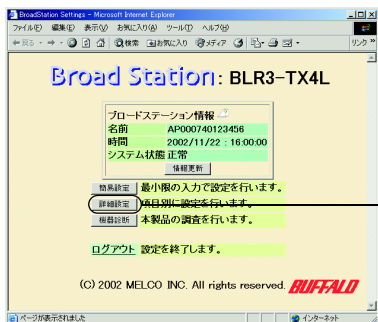 BroadStation Settings - Microsoft Internet Explorer
ファイル(F) 編集(E) 表示(V) お気に入り(A) ツール(T) ヘルプ(H)
戻る 検索 お気に入り メディア リンク »
Broad Station: BLR3-TX4L
ブロードステーション情報
名前 AP000740123456
時間 2002/11/22 : 16:00:00
システム状態 正常
情報更新
簡易設定 最小限の入力で設定を行います。
詳細設定 項目別に設定を行います。
機器診断 本製品の調査を行います。
ログアウト 設定を終了します。
(C) 2002 MELCO INC. All rights reserved. BUFFALO
ページが表示されました インターネット